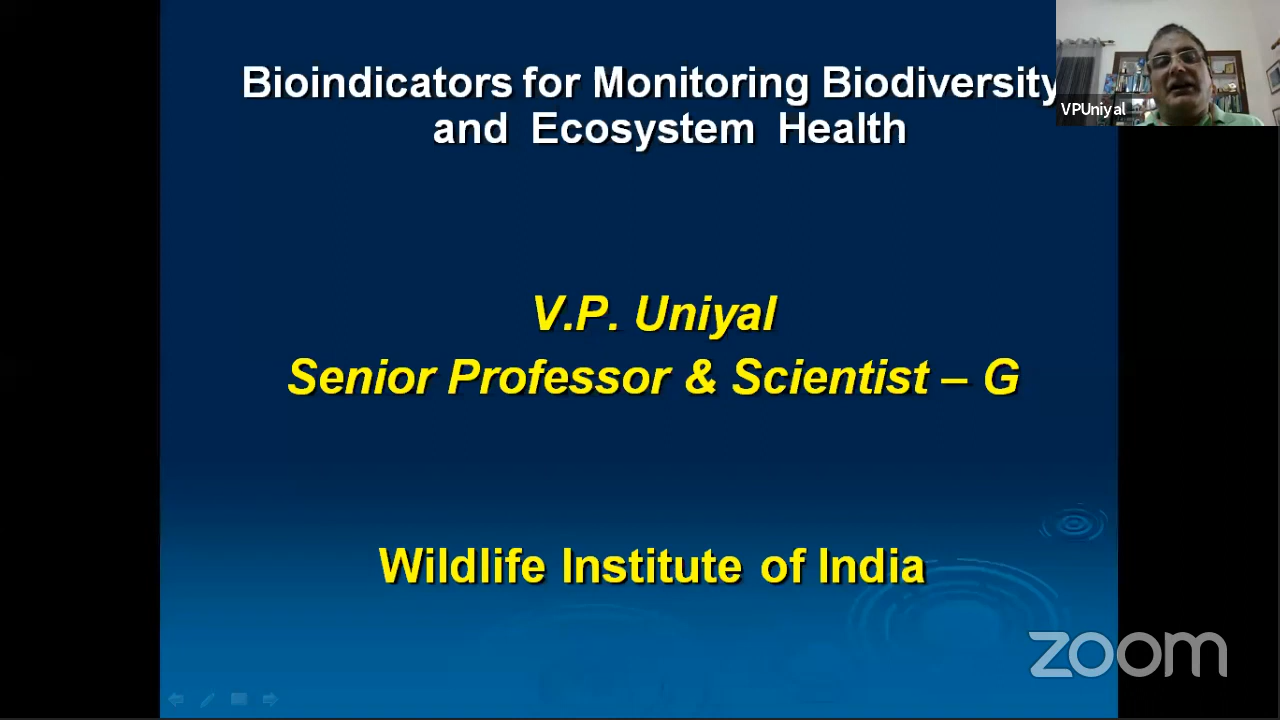 Bioindicators for Monitoring Biodiversity
and Ecosystem Health
VPUniyal
V.P. Uniyal
Senior Professor & Scientist – G
Wildlife Institute of India
zoom